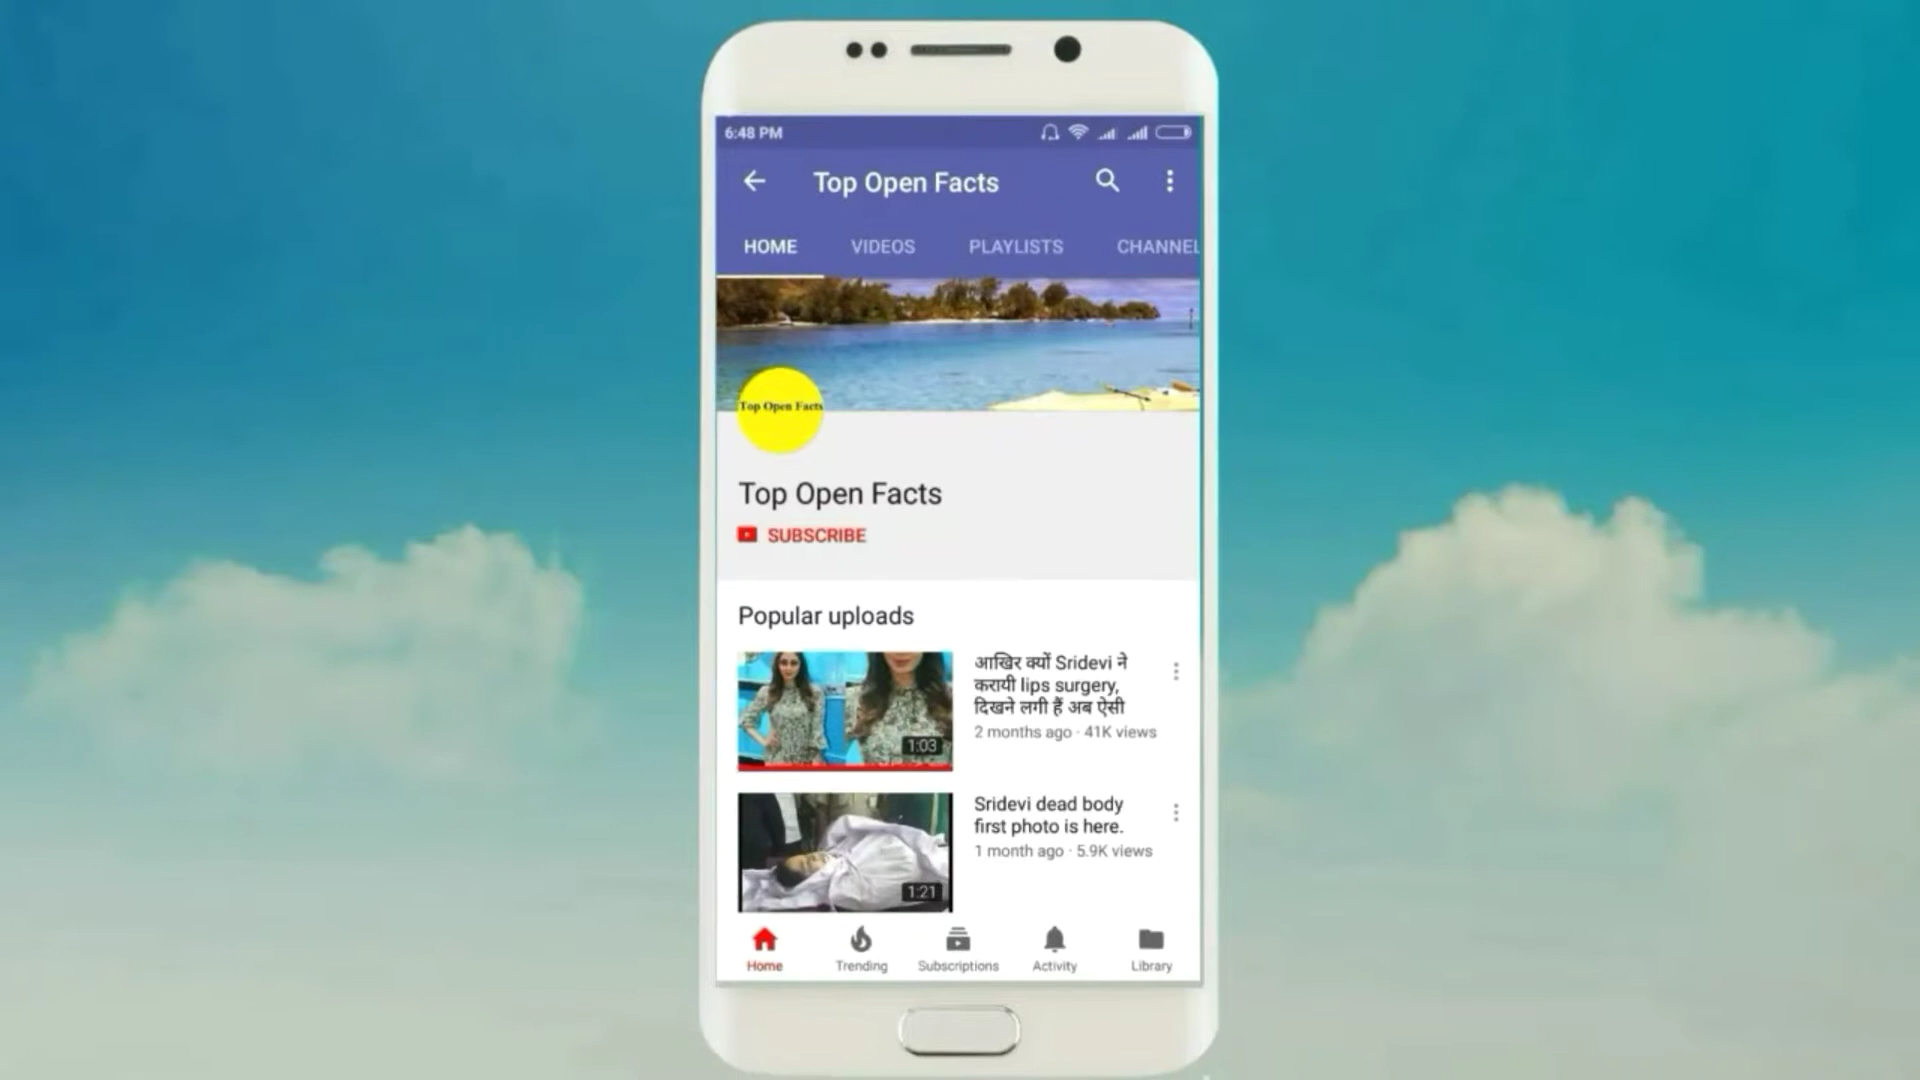 6:48 PM
Top Open Facts
HOME VIDEOS PLAYLISTS CHANNEL
Top Open Facts
Top Open Facts
SUBSCRIBE
Popular uploads
आखिर क्यों Sridevi ने
करायी lips surgery,
दिखने लगी हैं अब ऐसी
2 months ago · 41K views
1:03
Sridevi dead body
first photo is here.
1 month ago · 5.9K views
1:21
Home Trending Subscriptions Activity Library